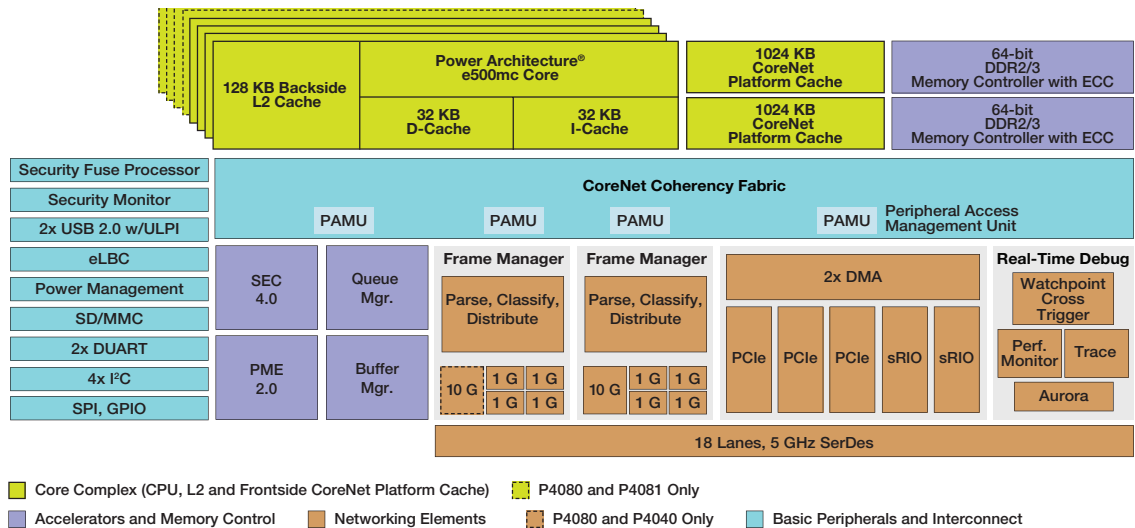 128 KB Backside
L2 Cache
Power Architecture®
e500mc Core
32 KB
D-Cache
32 KB
I-Cache
1024 KB
CoreNet
Platform Cache
1024 KB
CoreNet
Platform Cache
64-bit
DDR2/3
Memory Controller with ECC
64-bit
DDR2/3
Memory Controller with ECC
Security Fuse Processor
Security Monitor
2x USB 2.0 w/ULPI
eLBC
Power Management
SD/MMC
2x DUART
4x I²C
SPI, GPIO
CoreNet Coherency Fabric
PAMU
PAMU
PAMU
PAMU
Peripheral Access
Management Unit
SEC
4.0
Queue
Mgr.
PME
2.0
Buffer
Mgr.
Frame Manager
Parse, Classify,
Distribute
10 G
1 G
1 G
1 G
1 G
Frame Manager
Parse, Classify,
Distribute
10 G
1 G
1 G
1 G
1 G
2x DMA
PCIe
PCIe
PCIe
sRIO
sRIO
Real-Time Debug
Watchpoint
Cross
Trigger
Perf.
Monitor
Trace
Aurora
18 Lanes, 5 GHz SerDes
Core Complex (CPU, L2 and Frontside CoreNet Platform Cache)
P4080 and P4081 Only
Accelerators and Memory Control
Networking Elements
P4080 and P4040 Only
Basic Peripherals and Interconnect